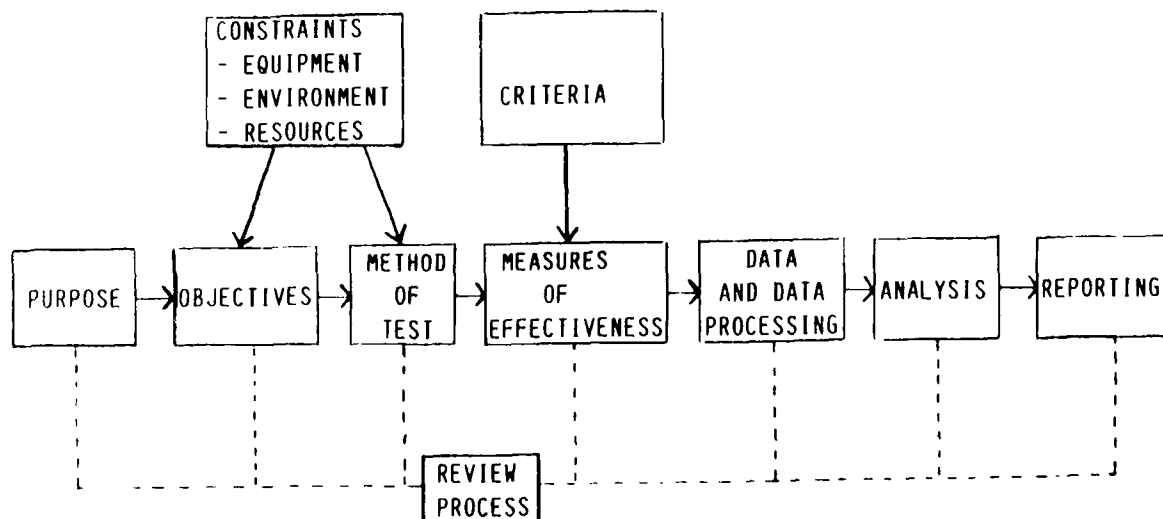 CONSTRAINTS
- EQUIPMENT
- ENVIRONMENT
- RESOURCES
CRITERIA
PURPOSE
OBJECTIVES
METHOD
OF
TEST
MEASURES
OF
EFFECTIVENESS
DATA
AND DATA
PROCESSING
ANALYSIS
REPORTING
REVIEW
PROCESS